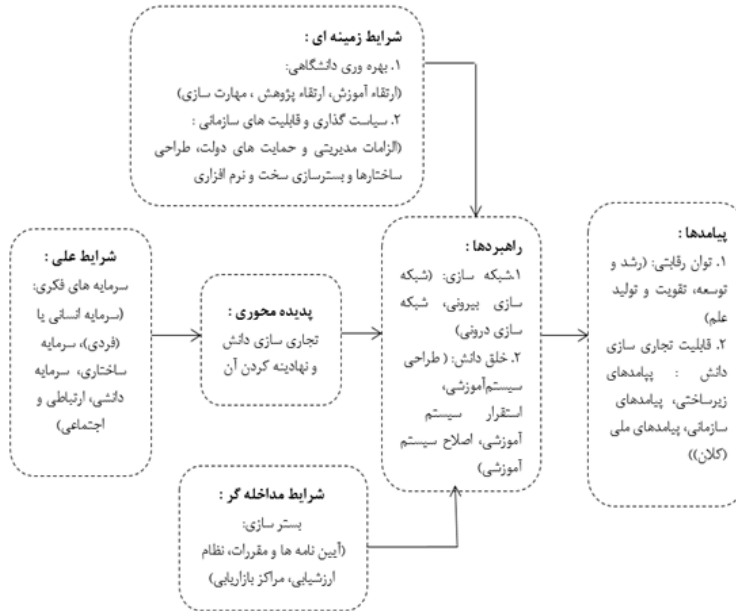 شرایط زمینه ای :
۱. بهره وری دانشگاهی:
(ارتقاء آموزش، ارتقاء پژوهش ، مهارت سازی)
۲. سیاست گذاری و قابلیت های سازمانی :
(الزامات مدیریتی و حمایت های دولت، طراحی
ساختارها و بسترسازی سخت و نرم افزاری
شرایط علی :
سرمایه های فکری:
(سرمایه انسانی یا
(فردی)، سرمایه
ساختاری، سرمایه
دانشی، ارتباطی و
اجتماعی)
پدیده محوری :
تجاری سازی دانش
و نهادینه کردن آن
راهبردها :
۱.شبکه سازی: (شبکه
سازی بیرونی، شبکه
سازی درونی)
۲. خلق دانش: ( طراحی
سیستم‌آموزشی،
استقرار سیستم
آموزشی، اصلاح سیستم
آموزشی)
پیامدها :
۱. توان رقابتی: (رشد و
توسعه، تقویت و تولید
علم)
۲. قابلیت تجاری سازی
دانش : پیامدهای
زیرساختی، پیامدهای
سازمانی، پیامدهای ملی
(کلان))
شرایط مداخله گر :
بستر سازی:
(آیین نامه ها و مقررات، نظام
ارزشیابی، مراکز بازاریابی)